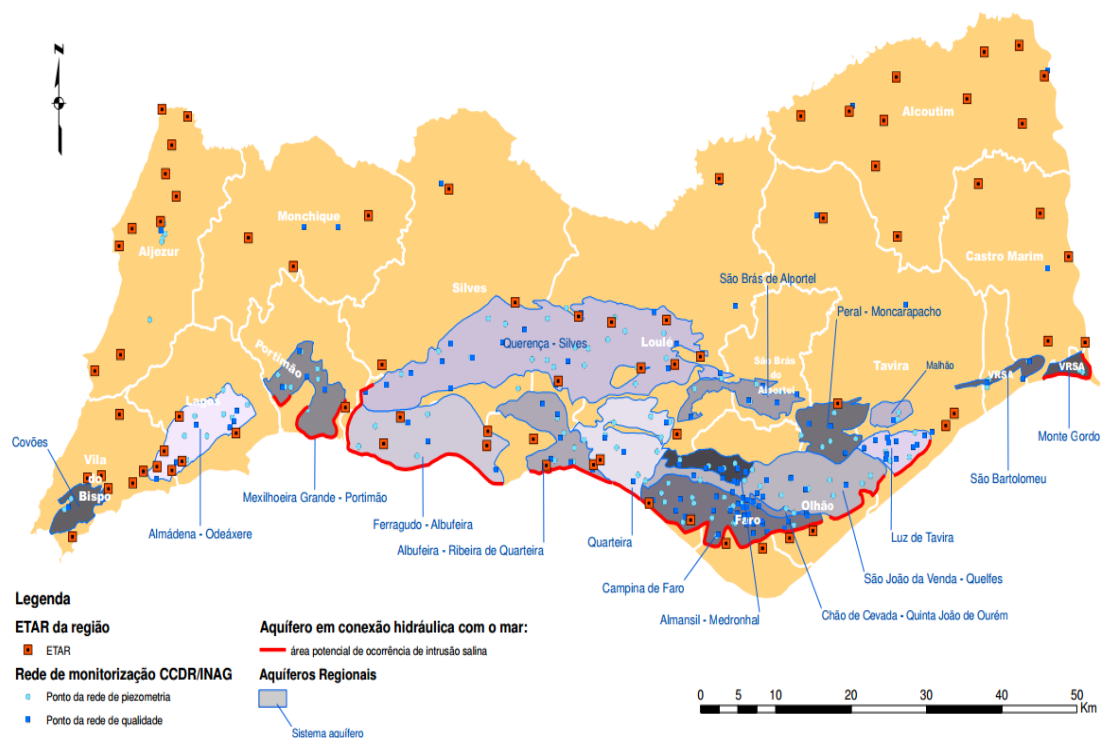 N
Alcoutim
Monchique
Aljezur
Castro Marim
São Brás de Alportel
Silves
Peral - Moncarapacho
Querença - Silves
Loulé
Portimão
São Brás
de
Alportel
Tavira
Malhão
VRSA
VRSA
Lagos
Covões
Monte Gordo
Vila
do
Bispo
São Bartolomeu
Mexilhoeira Grande - Portimão
Almádena - Odeáxere
Ferragudo - Albufeira
Olhão
Faro
Albufeira - Ribeira de Quarteira
Quarteira
Luz de Tavira
São João da Venda - Quelfes
Campina de Faro
Almansil - Medronhal
Chão de Cevada - Quinta João de Ourém
Legenda
ETAR da região
ETAR
Rede de monitorização CCDR/INAG
Ponto da rede de piezometria
Ponto da rede de qualidade
Aquífero em conexão hidráulica com o mar:
área potencial de ocorrência de intrusão salina
Aquíferos Regionais
Sistema aquífero
0 5 10 20 30 40 50
Km